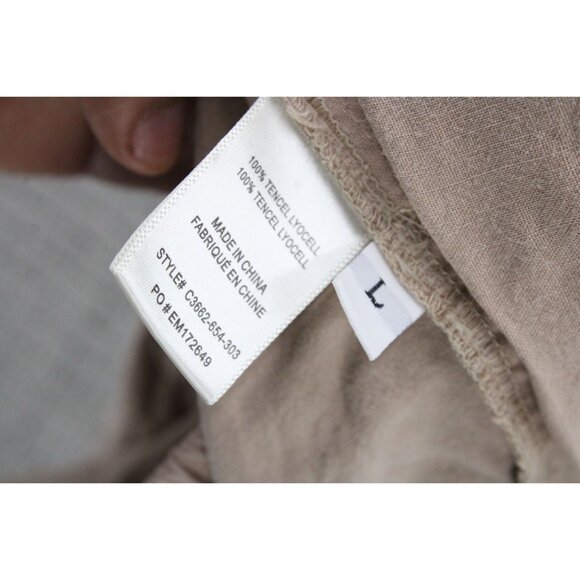 100% TENCEL LYOCELL
100% TENCEL LYOCELL
MADE IN CHINA
FABRIQUÉ EN CHINE
STYLE# C3662-654-303
PO # EM172649
L